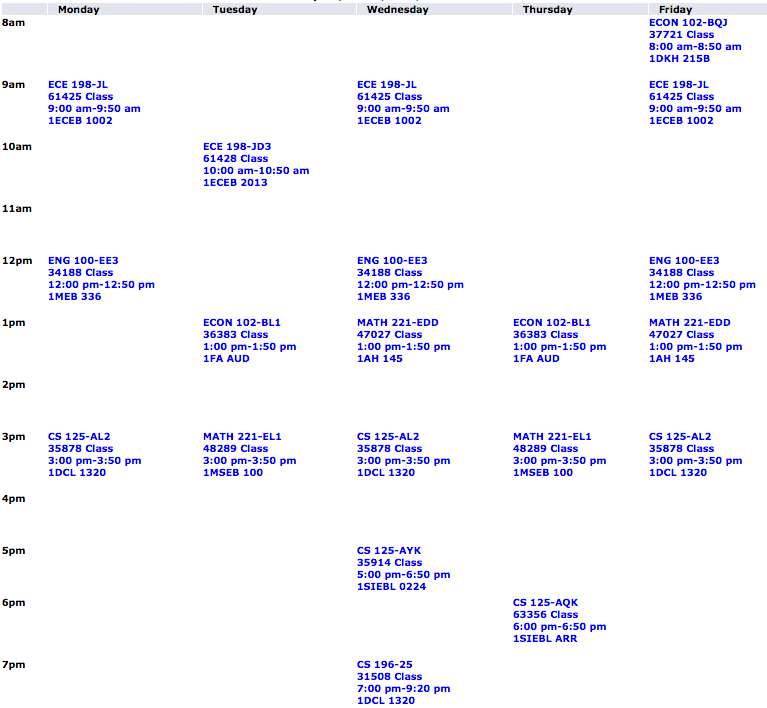 Monday Tuesday Wednesday Thursday Friday
8am
ECON 102-BQJ
37721 Class
8:00 am-8:50 am
1DKH 215B
9am
ECE 198-JL ECE 198-JL ECE 198-JL
61425 Class 61425 Class 61425 Class
9:00 am-9:50 am 9:00 am-9:50 am 9:00 am-9:50 am
1ECEB 1002 1ECEB 1002 1ECEB 1002
10am
ECE 198-JD3
61428 Class
10:00 am-10:50 am
1ECEB 2013
11am
12pm
ENG 100-EE3 ENG 100-EE3 ENG 100-EE3
34188 Class 34188 Class 34188 Class
12:00 pm-12:50 pm 12:00 pm-12:50 pm 12:00 pm-12:50 pm
1MEB 336 1MEB 336 1MEB 336
1pm
ECON 102-BL1 MATH 221-EDD ECON 102-BL1 MATH 221-EDD
36383 Class 47027 Class 36383 Class 47027 Class
1:00 pm-1:50 pm 1:00 pm-1:50 pm 1:00 pm-1:50 pm 1:00 pm-1:50 pm
1FA AUD 1AH 145 1FA AUD 1AH 145
2pm
3pm
CS 125-AL2 MATH 221-EL1 CS 125-AL2 MATH 221-EL1 CS 125-AL2
35878 Class 48289 Class 35878 Class 48289 Class 35878 Class
3:00 pm-3:50 pm 3:00 pm-3:50 pm 3:00 pm-3:50 pm 3:00 pm-3:50 pm 3:00 pm-3:50 pm
1DCL 1320 1MSEB 100 1DCL 1320 1MSEB 100 1DCL 1320
4pm
5pm
CS 125-AYK
35914 Class
5:00 pm-6:50 pm
1SIEBL 0224
6pm
CS 125-AQK
63356 Class
6:00 pm-6:50 pm
1SIEBL ARR
7pm
CS 196-25
31508 Class
7:00 pm-9:20 pm
1DCL 1320